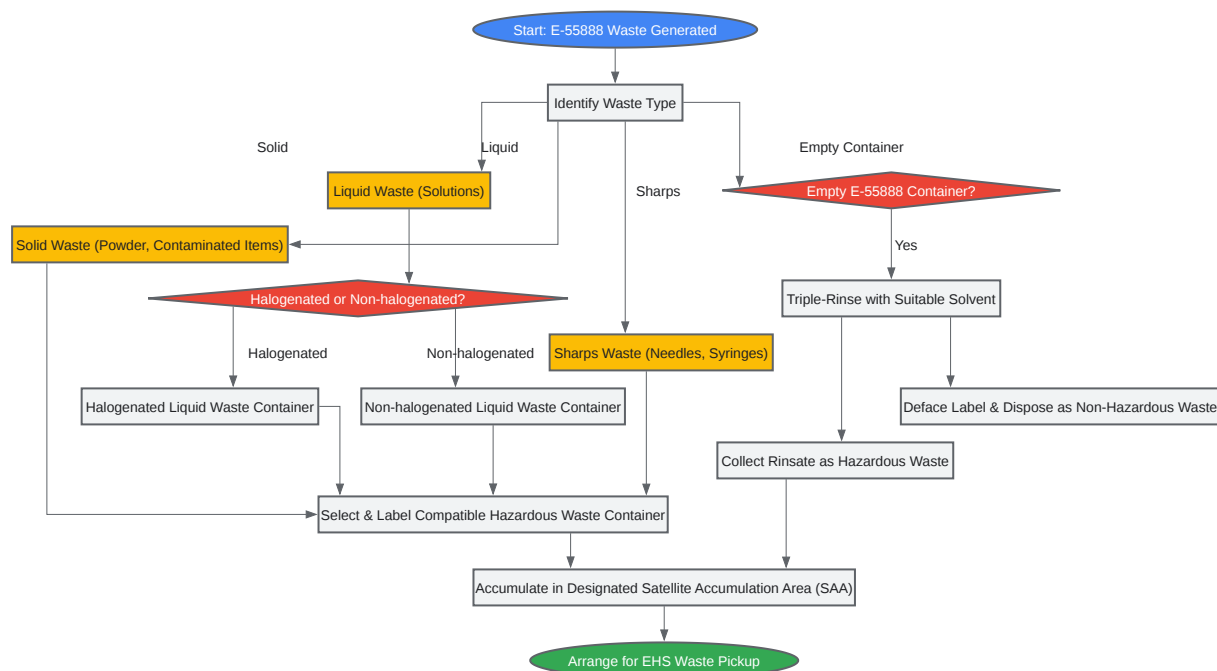 Start: E-55888 Waste Generated
Identify Waste Type
Solid
Liquid
Empty Container
Liquid Waste (Solutions)
Sharps
Empty E-55888 Container?
Solid Waste (Powder, Contaminated Items)
Yes
Halogenated or Non-halogenated?
Triple-Rinse with Suitable Solvent
Halogenated
Non-halogenated
Sharps Waste (Needles, Syringes)
Halogenated Liquid Waste Container
Non-halogenated Liquid Waste Container
Deface Label & Dispose as Non-Hazardous Waste
Collect Rinsate as Hazardous Waste
Select & Label Compatible Hazardous Waste Container
Accumulate in Designated Satellite Accumulation Area (SAA)
Arrange for EHS Waste Pickup